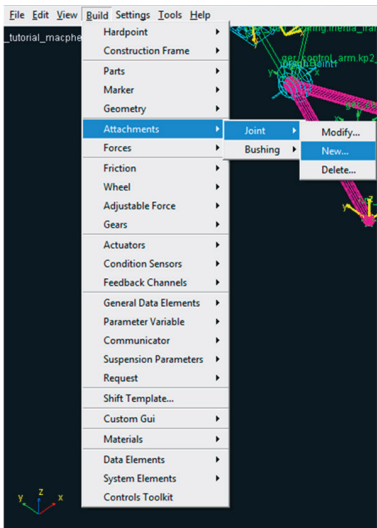 File Edit View Build Settings Tools Help
_tutorial_macphe
Hardpoint
Construction Frame
Parts
Marker
Geometry
Attachments
Joint
Modify...
Forces
Bushing
New...
Friction
Delete...
Wheel
Adjustable Force
Gears
Actuators
Condition Sensors
Feedback Channels
General Data Elements
Parameter Variable
Communicator
Suspension Parameters
Request
Shift Template...
Custom Gui
Materials
Data Elements
System Elements
Controls Toolkit
y z x